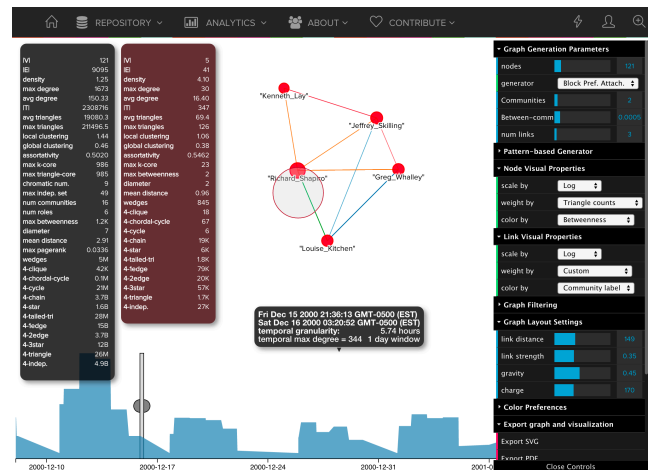 REPOSITORY ANALYTICS ABOUT CONTRIBUTE
|V| 121
|E| 9095
density 1.25
max degree 1673
avg degree 150.33
|T| 2308716
avg triangles 19080.3
max triangles 211496.5
local clustering 1.44
global clustering 0.46
assortativity 0.5020
max k-core 986
max triangle-core 985
chromatic num. 9
max indep. set 49
num communities 16
num roles 6
max betweenness 1.2K
diameter 7
mean distance 2.91
max pagerank 0.0336
wedges 5M
4-clique 42K
4-chordal-cycle 0.1M
4-cycle 21M
4-chain 3.7B
4-star 1.6B
4-tailed-tri 28M
4-1edge 15B
4-2edge 3.7B
4-3star 12B
4-triangle 26M
4-indep. 4.9B
|V| 5
|E| 41
density 4.10
max degree 30
avg degree 16.40
|T| 347
avg triangles 69.4
max triangles 126
local clustering 1.06
global clustering 0.38
assortativity 0.5462
max k-core 23
max betweenness 2
diameter 2
mean distance 0.96
wedges 845
4-clique 18
4-chordal-cycle 67
4-cycle 6
4-chain 19K
4-star 6K
4-tailed-tri 1.8K
4-1edge 79K
4-2edge 20K
4-3star 57K
4-triangle 1.7K
4-indep. 27K
"Kenneth_Lay"
"Jeffrey_Skilling"
"Richard_Shapiro"
"Greg_Whalley"
"Louise_Kitchen"
Fri Dec 15 2000 21:36:13 GMT-0500 (EST)
Sat Dec 16 2000 03:20:52 GMT-0500 (EST)
temporal granularity: 5.74 hours
temporal max degree = 344 1 day window
2000-12-10 2000-12-17 2000-12-24 2000-12-31 2001-0
Graph Generation Parameters
nodes 121
generator Block Pref. Attach.
Communities 2
Between-comm 0.0005
num links 3
Pattern-based Generator
Node Visual Properties
scale by Log
weight by Triangle counts
color by Betweenness
Link Visual Properties
scale by Log
weight by Custom
color by Community label
Graph Filtering
Graph Layout Settings
link distance 149
link strength 0.35
gravity 0.45
charge 170
Color Preferences
Export graph and visualization
Export SVG
Export PDF
Close Controls